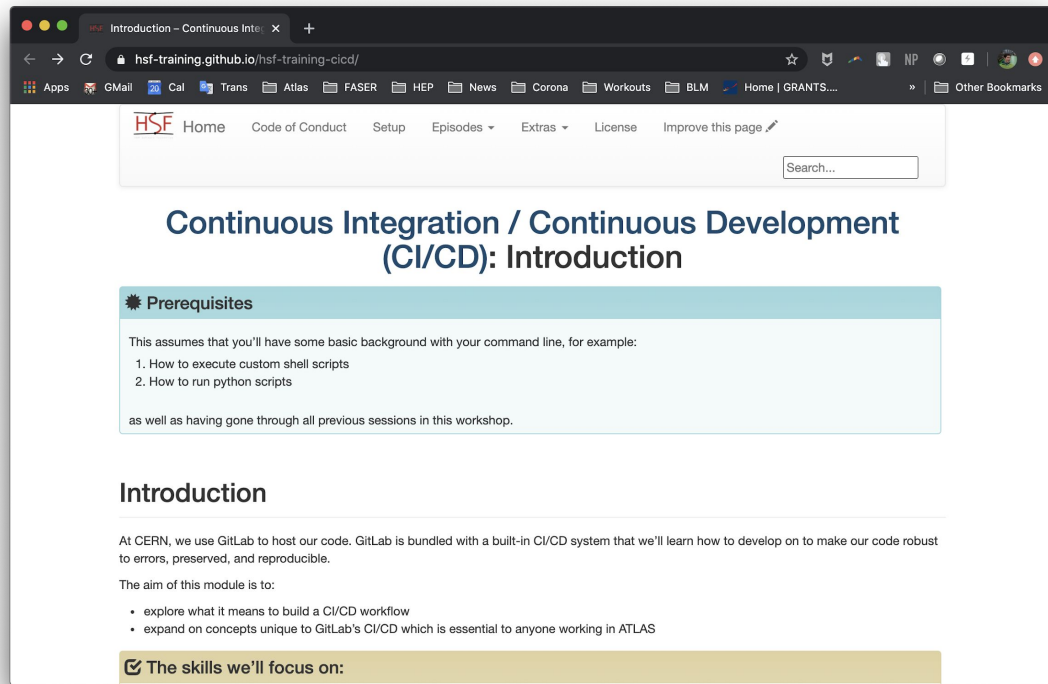 HSF Introduction – Continuous Inte
hsf-training.github.io/hsf-training-cicd/
NP
Apps GMail 20 Cal Trans Atlas FASER HEP News Corona Workouts BLM Home | GRANTS.... » Other Bookmarks
HSF Home Code of Conduct Setup Episodes Extras License Improve this page
Search...
Continuous Integration / Continuous Development
(CI/CD): Introduction
Prerequisites
This assumes that you'll have some basic background with your command line, for example:
1. How to execute custom shell scripts
2. How to run python scripts
as well as having gone through all previous sessions in this workshop.
Introduction
At CERN, we use GitLab to host our code. GitLab is bundled with a built-in CI/CD system that we'll learn how to develop on to make our code robust
to errors, preserved, and reproducible.
The aim of this module is to:
• explore what it means to build a CI/CD workflow
• expand on concepts unique to GitLab's CI/CD which is essential to anyone working in ATLAS
The skills we'll focus on: